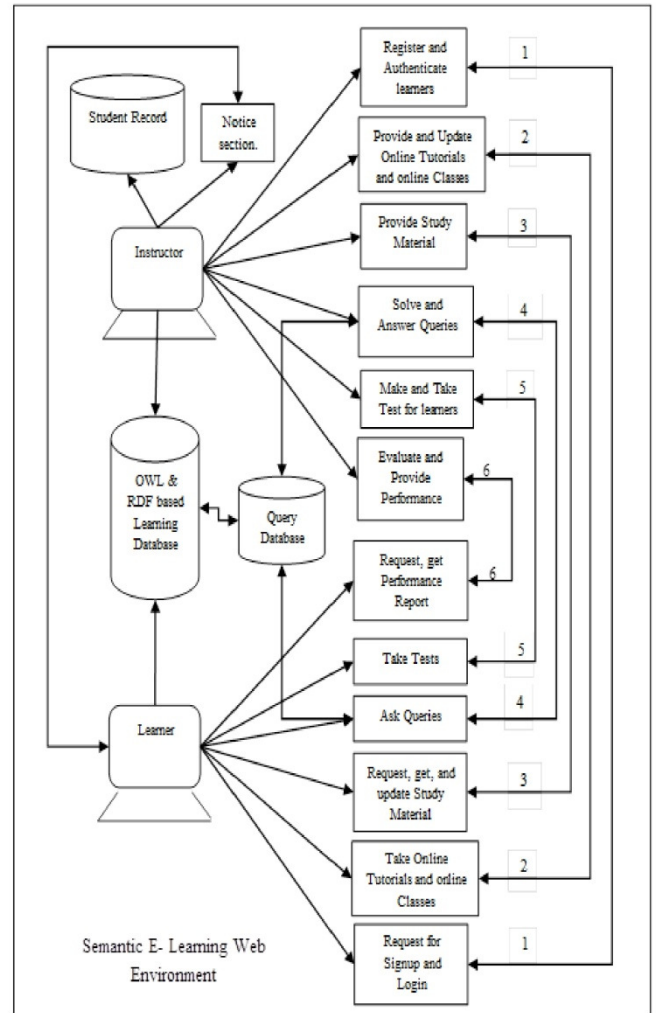 Register and
Authenticate
learners
1
Student Record
Notice
section.
Provide and Update
Online Tutorials
and online Classes
2
Instructor
Provide Study
Material
3
Solve and
Answer Queries
4
Make and Take
Test for learners
5
Evaluate and
Provide
Performance
6
OWL &
RDF based
Learning
Database
Query
Database
Request, get
Performance
Report
6
Take Tests
5
Learner
Ask Queries
4
Request, get, and
update Study
Material
3
Take Online
Tutorials and online
Classes
2
Request for
Signup and
Login
1
Semantic E- Learning Web
Environment